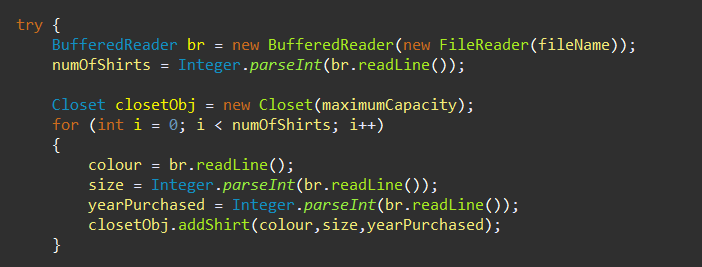 try {
BufferedReader br = new BufferedReader(new FileReader(fileName));
numOfShirts = Integer.parseInt(br.readLine());
Closet closetObj = new Closet(maximumCapacity);
for (int i = 0; i < numOfShirts; i++)
{
colour = br.readLine();
size = Integer.parseInt(br.readLine());
yearPurchased = Integer.parseInt(br.readLine());
closetObj.addShirt(colour,size,yearPurchased);
}